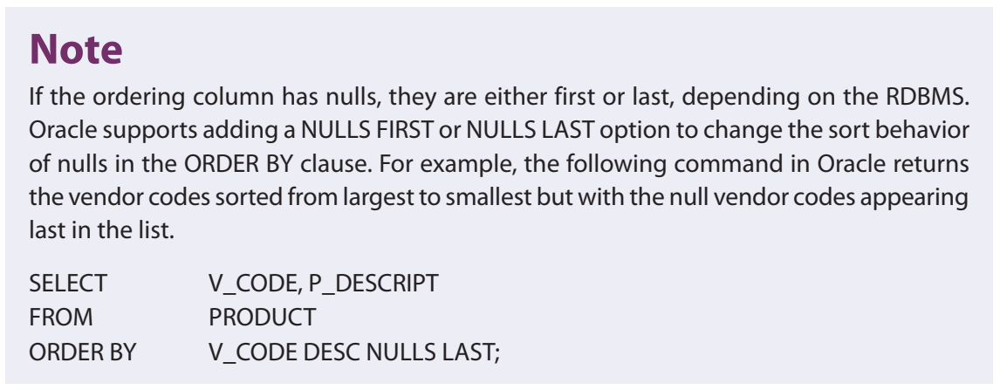 Note
If the ordering column has nulls, they are either first or last, depending on the RDBMS.
Oracle supports adding a NULLS FIRST or NULLS LAST option to change the sort behavior
of nulls in the ORDER BY clause. For example, the following command in Oracle returns
the vendor codes sorted from largest to smallest but with the null vendor codes appearing
last in the list.
SELECT V_CODE, P_DESCRIPT
FROM PRODUCT
ORDER BY V_CODE DESC NULLS LAST;